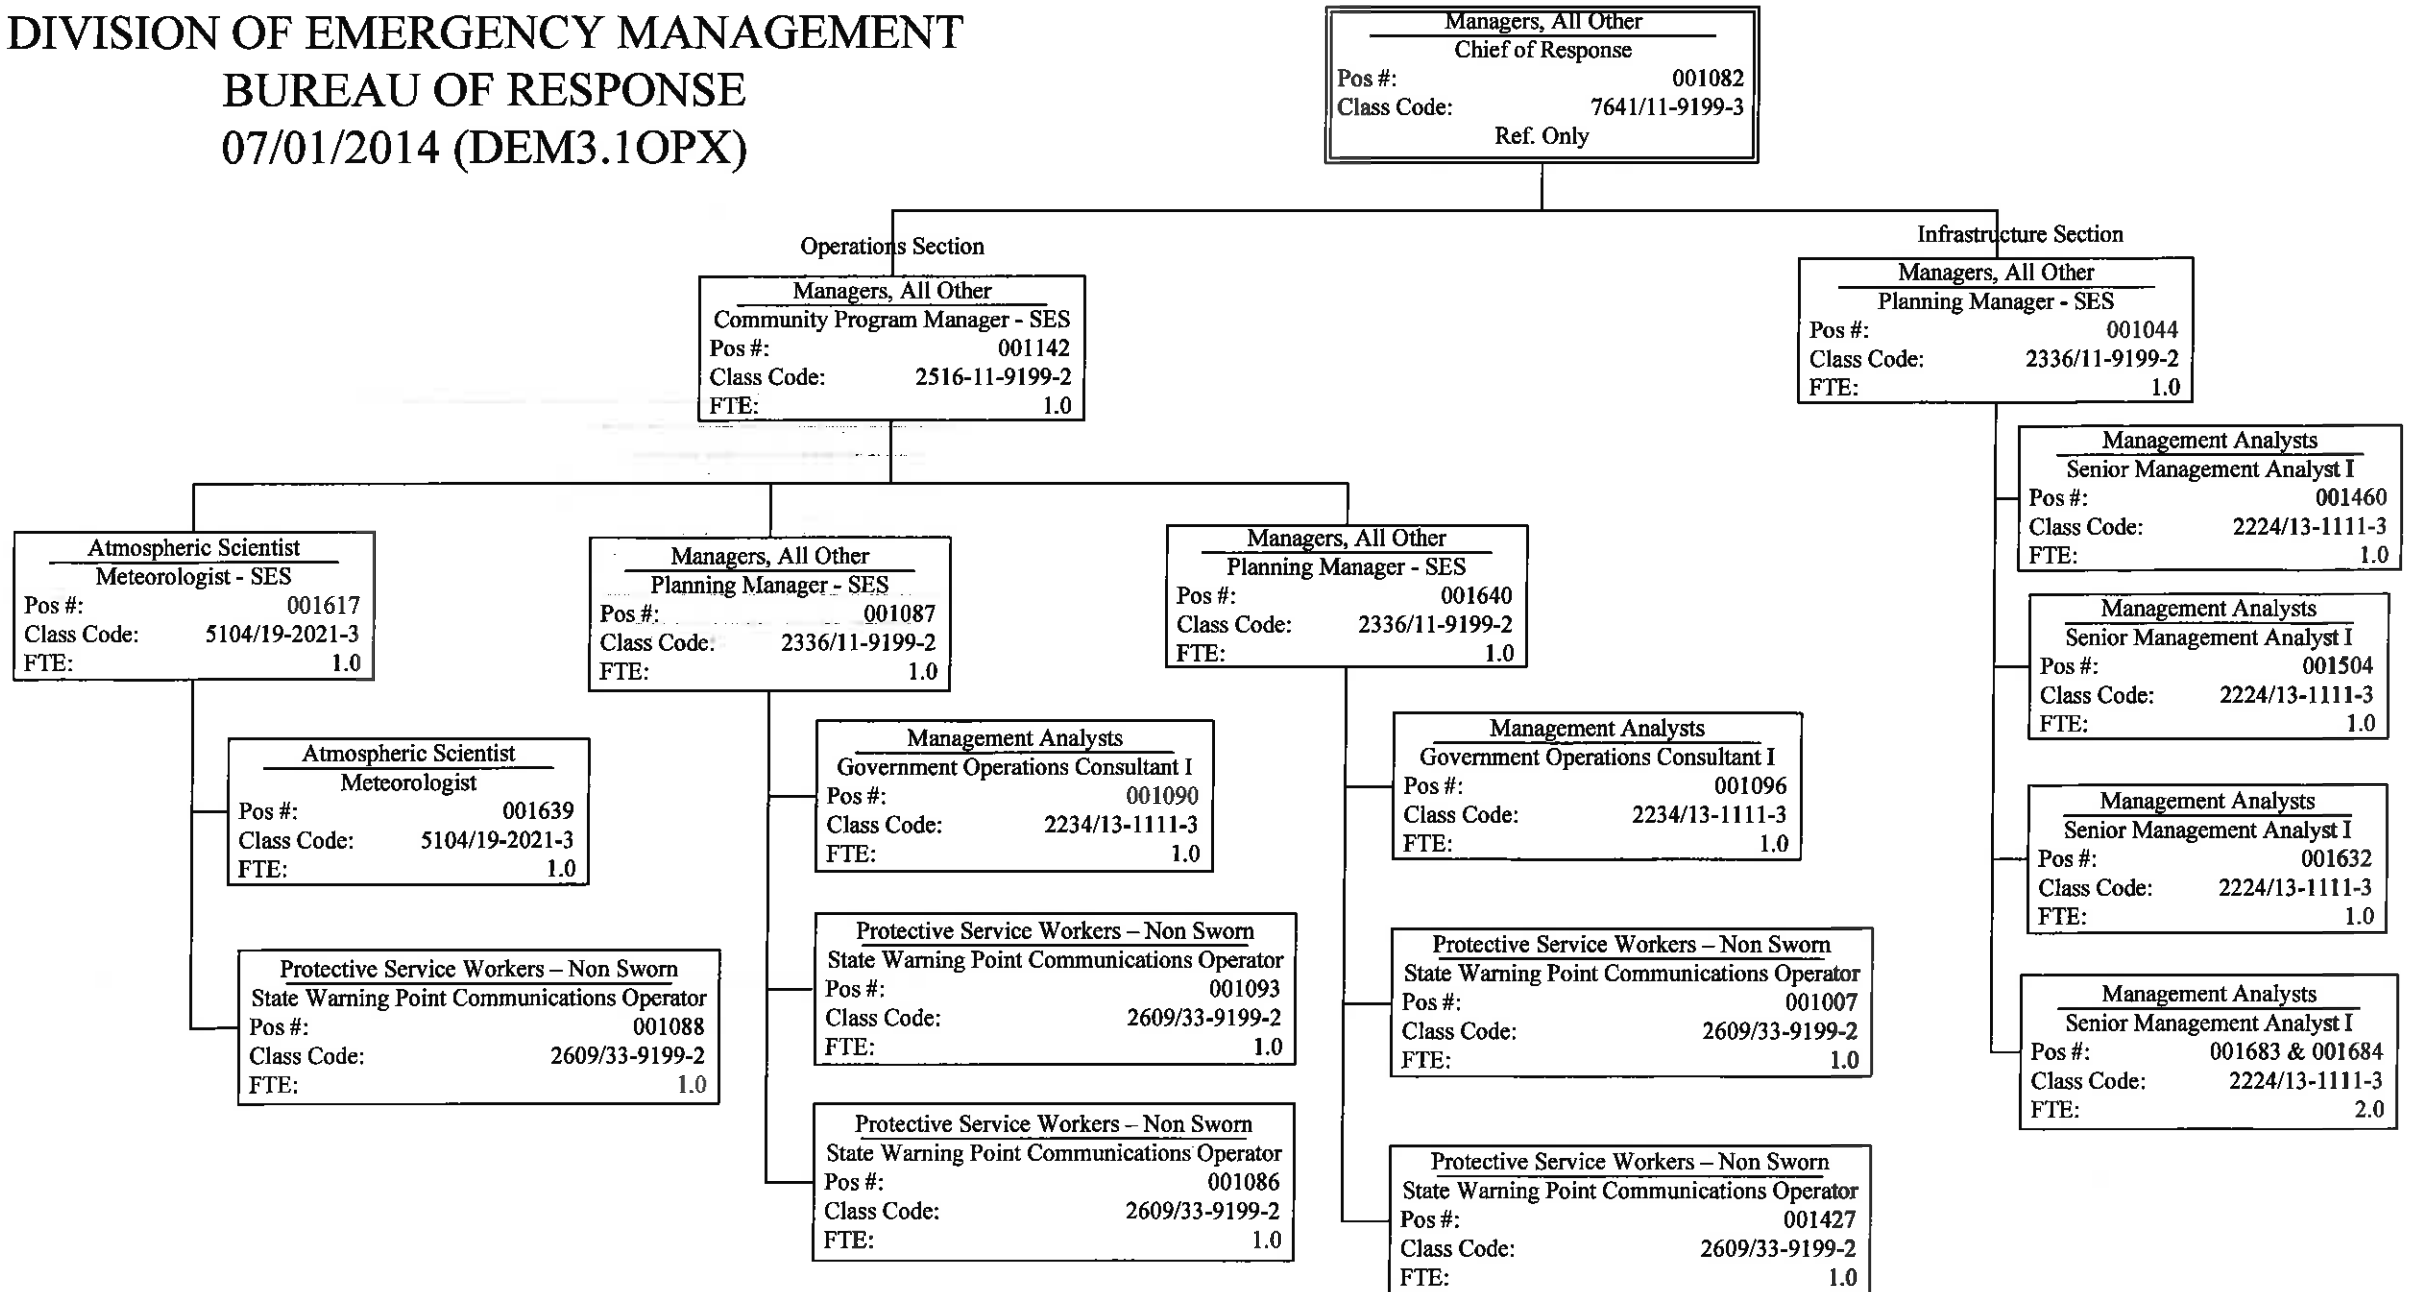 DIVISION OF EMERGENCY MANAGEMENT
BUREAU OF RESPONSE
07/01/2014 (DEM3.1OPX)
Managers, All Other
Chief of Response
Pos #: 001082
Class Code: 7641/11-9199-3
Ref. Only
Operations Section
Managers, All Other
Community Program Manager - SES
Pos #: 001142
Class Code: 2516-11-9199-2
FTE: 1.0
Infrastructure Section
Managers, All Other
Planning Manager - SES
Pos #: 001044
Class Code: 2336/11-9199-2
FTE: 1.0
Atmospheric Scientist
Meteorologist - SES
Pos #: 001617
Class Code: 5104/19-2021-3
FTE: 1.0
Atmospheric Scientist
Meteorologist
Pos #: 001639
Class Code: 5104/19-2021-3
FTE: 1.0
Protective Service Workers – Non Sworn
State Warning Point Communications Operator
Pos #: 001088
Class Code: 2609/33-9199-2
FTE: 1.0
Managers, All Other
Planning Manager - SES
Pos #: 001087
Class Code: 2336/11-9199-2
FTE: 1.0
Management Analysts
Government Operations Consultant I
Pos #: 001090
Class Code: 2234/13-1111-3
FTE: 1.0
Protective Service Workers – Non Sworn
State Warning Point Communications Operator
Pos #: 001093
Class Code: 2609/33-9199-2
FTE: 1.0
Protective Service Workers – Non Sworn
State Warning Point Communications Operator
Pos #: 001086
Class Code: 2609/33-9199-2
FTE: 1.0
Managers, All Other
Planning Manager - SES
Pos #: 001640
Class Code: 2336/11-9199-2
FTE: 1.0
Management Analysts
Government Operations Consultant I
Pos #: 001096
Class Code: 2234/13-1111-3
FTE: 1.0
Protective Service Workers – Non Sworn
State Warning Point Communications Operator
Pos #: 001007
Class Code: 2609/33-9199-2
FTE: 1.0
Protective Service Workers – Non Sworn
State Warning Point Communications Operator
Pos #: 001427
Class Code: 2609/33-9199-2
FTE: 1.0
Management Analysts
Senior Management Analyst I
Pos #: 001460
Class Code: 2224/13-1111-3
FTE: 1.0
Management Analysts
Senior Management Analyst I
Pos #: 001504
Class Code: 2224/13-1111-3
FTE: 1.0
Management Analysts
Senior Management Analyst I
Pos #: 001632
Class Code: 2224/13-1111-3
FTE: 1.0
Management Analysts
Senior Management Analyst I
Pos #: 001683 & 001684
Class Code: 2224/13-1111-3
FTE: 2.0